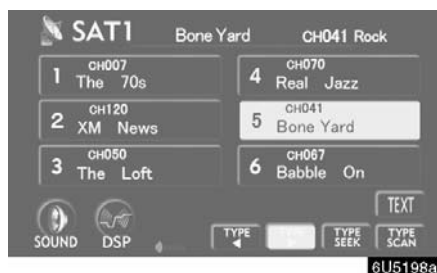 SAT1 Bone Yard CH041 Rock
1 CH007 The 70s
4 CH070 Real Jazz
2 CH120 XM News
5 CH041 Bone Yard
3 CH050 The Loft
6 CH067 Babble On
TEXT
SOUND DSP TYPE ◀ TYPE SEEK TYPE SCAN
6U5198a